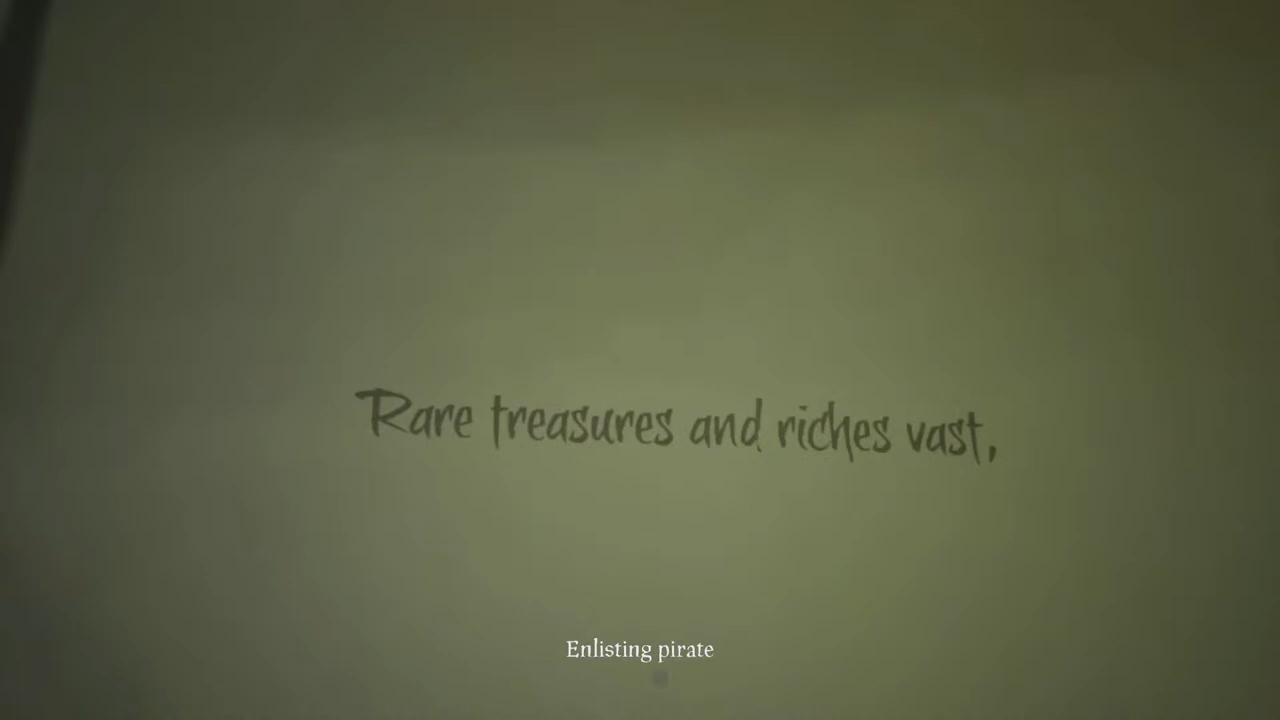 Rare treasures and riches vast,
Enlisting pirate